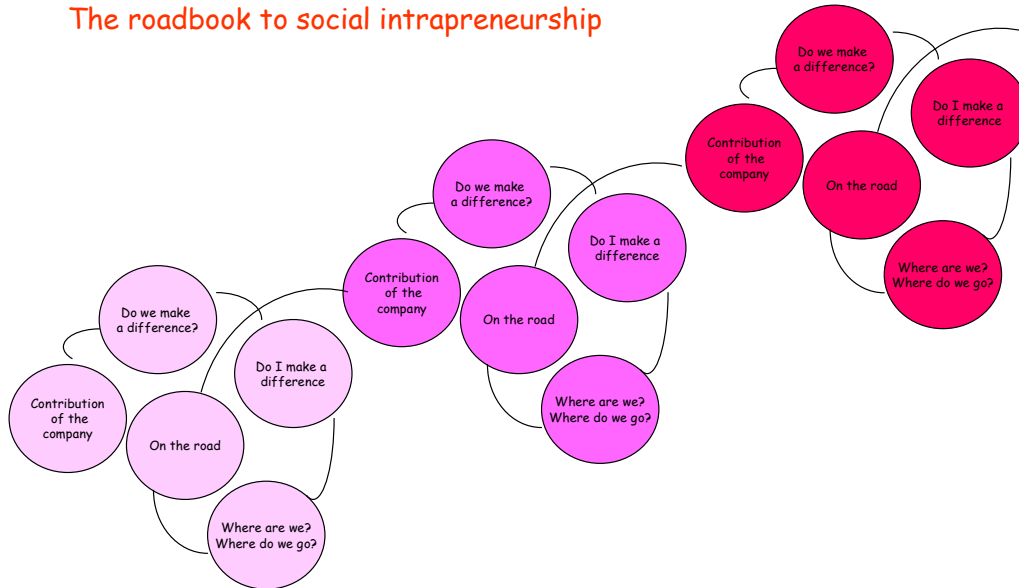 The roadbook to social intrapreneurship
Do we make
a difference?
Do I make a
difference
Contribution
of the
company
On the road
Where are we?
Where do we go?
Do we make
a difference?
Do I make a
difference
Contribution
of the
company
On the road
Where are we?
Where do we go?
Do we make
a difference?
Do I make a
difference
Contribution
of the
company
On the road
Where are we?
Where do we go?